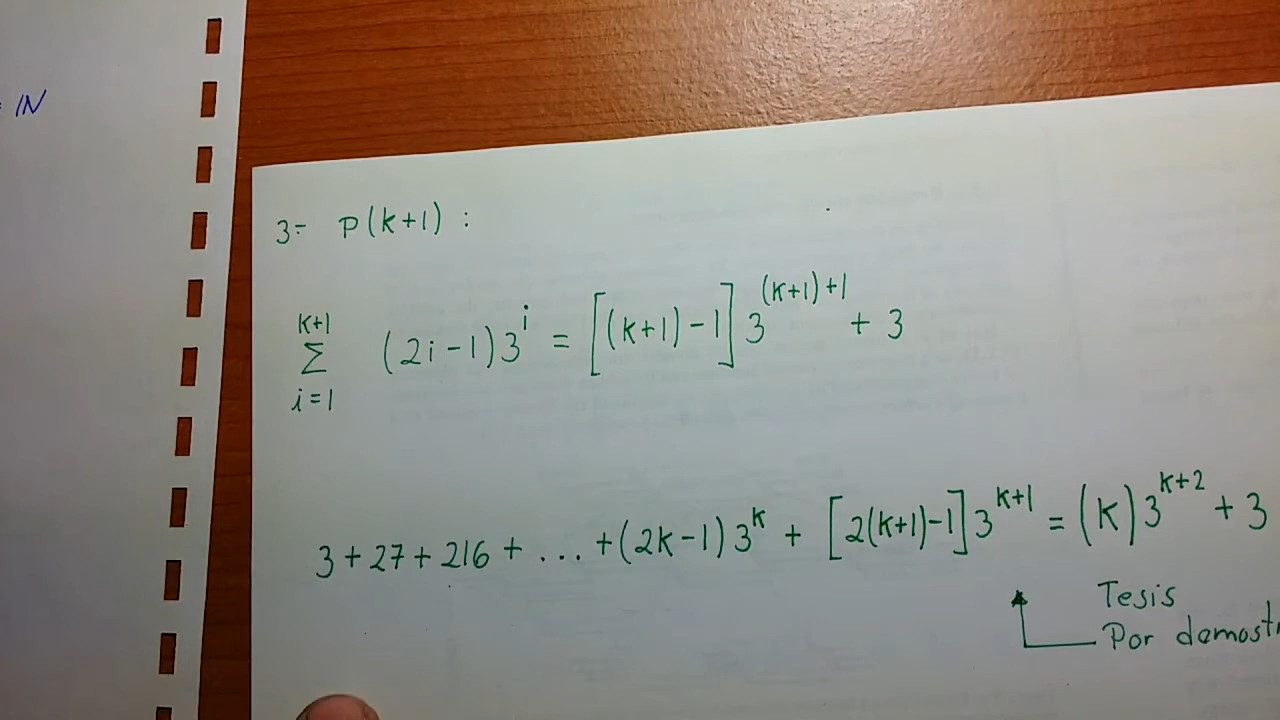 = IN
3- P(k+1) :
k+1
Σ (2i-1)3^i = [(k+1)-1]3^(k+1)+1 + 3
i=1
3+27+216+...+(2k-1)3^k + [2(k+1)-1]3^k+1 = (k)3^k+2 + 3
Tesis
Por demost